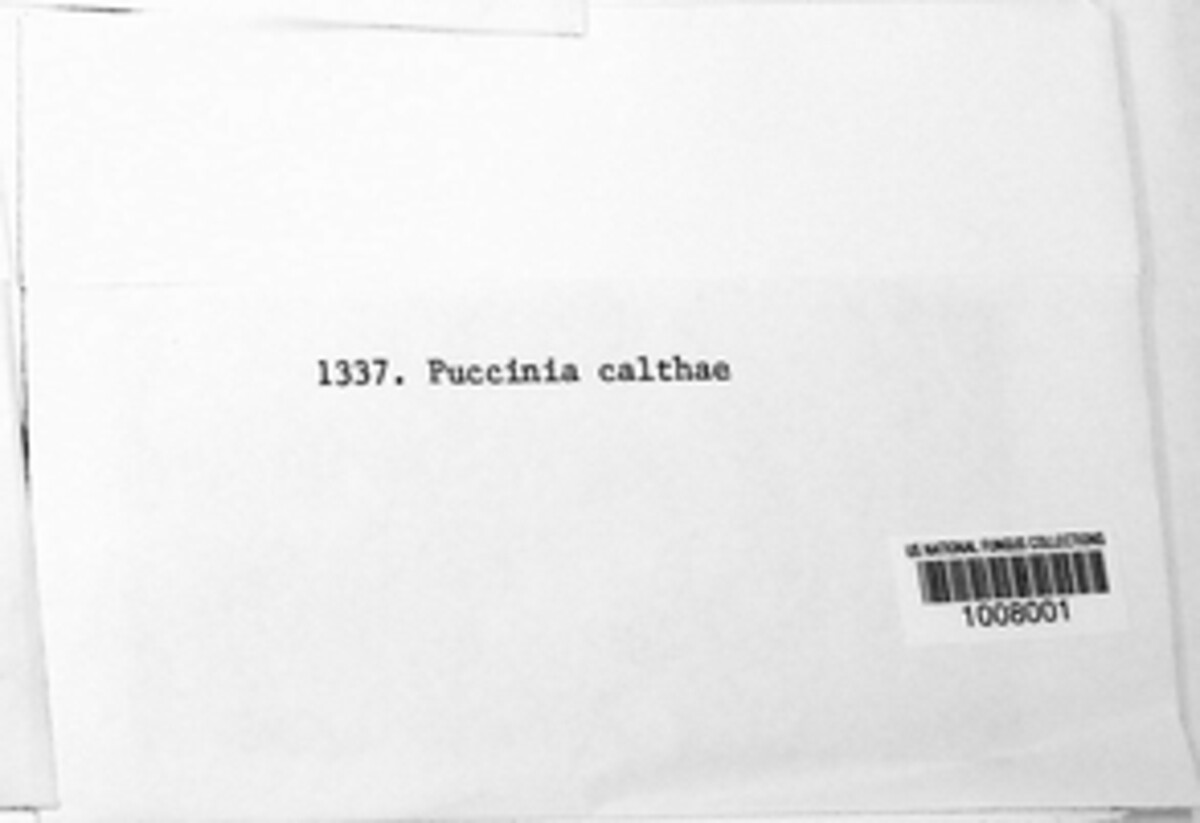 1337. Puccinia calthae
US NATIONAL FUNGUS COLLECTIONS
1008001